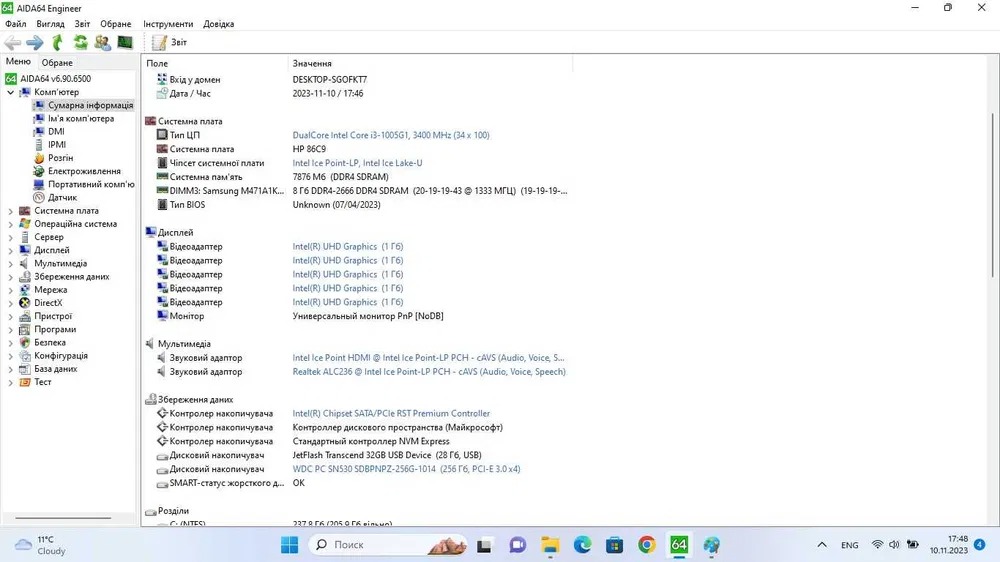 64 AIDA64 Engineer
Файл Вигляд Звіт Обране Інструменти Довідка
Звіт
Меню Обране
Поле Значення
64 AIDA64 v6.90.6500
Комп'ютер
Сумарна інформація
Ім'я комп'ютера
DMI
IPMI
Розгін
Електроживлення
Портативний комп'ю
Датчик
Системна плата
Операційна система
Сервер
Дисплей
Мультимедіа
Збереження даних
Мережа
DirectX
Пристрої
Програми
Безпека
Конфігурація
База даних
Тест
Вхід у домен DESKTOP-SGOFKT7
Дата / Час 2023-11-10 / 17:46
Системна плата
Тип ЦП DualCore Intel Core i3-1005G1, 3400 MHz (34 x 100)
Системна плата HP 86C9
Чіпсет системної плати Intel Ice Point-LP, Intel Ice Lake-U
Системна пам'ять 7876 Мб (DDR4 SDRAM)
DIMM3: Samsung M471A1K... 8 Гб DDR4-2666 DDR4 SDRAM (20-19-19-43 @ 1333 МГЦ) (19-19-19-...
Тип BIOS Unknown (07/04/2023)
Дисплей
Відеоадаптер Intel(R) UHD Graphics (1 Гб)
Відеоадаптер Intel(R) UHD Graphics (1 Гб)
Відеоадаптер Intel(R) UHD Graphics (1 Гб)
Відеоадаптер Intel(R) UHD Graphics (1 Гб)
Відеоадаптер Intel(R) UHD Graphics (1 Гб)
Монітор Универсальный монитор PnP [NoDB]
Мультимедіа
Звуковий адаптор Intel Ice Point HDMI @ Intel Ice Point-LP PCH - cAVS (Audio, Voice, S...
Звуковий адаптор Realtek ALC236 @ Intel Ice Point-LP PCH - cAVS (Audio, Voice, Speech)
Збереження даних
Контролер накопичувача Intel(R) Chipset SATA/PCIe RST Premium Controller
Контролер накопичувача Контроллер дискового пространства (Майкрософт)
Контролер накопичувача Стандартный контроллер NVM Express
Дисковий накопичувач JetFlash Transcend 32GB USB Device (28 Гб, USB)
Дисковий накопичувач WDC PC SN530 SDBPNPZ-256G-1014 (256 Гб, PCI-E 3.0 x4)
SMART-статус жорсткого д... OK
Розділи
C: (NTFS) 237.8 Гб (205.9 Гб вільно)
11°C
Cloudy
Пошук
64
ENG
17:48
10.11.2023
4